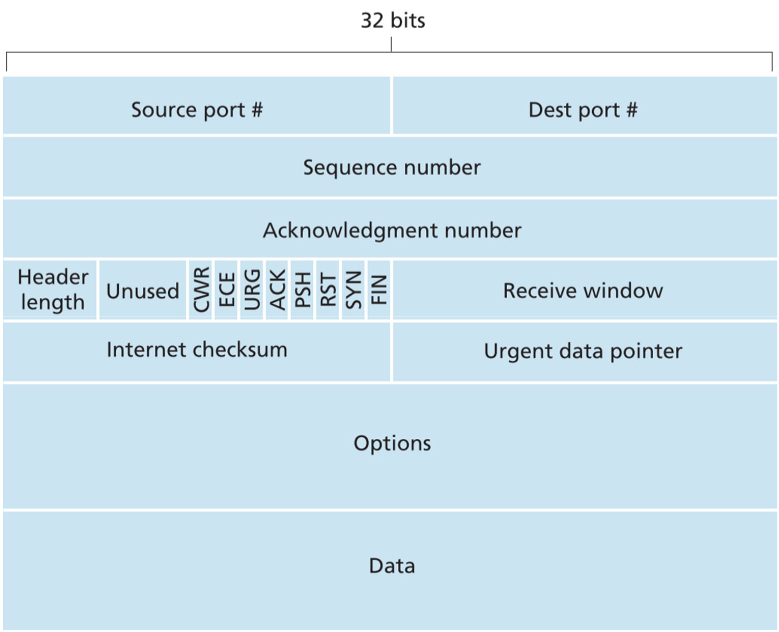 32 bits
Source port # Dest port #
Sequence number
Acknowledgment number
Header length Unused CWR ECE URG ACK PSH RST SYN FIN Receive window
Internet checksum Urgent data pointer
Options
Data